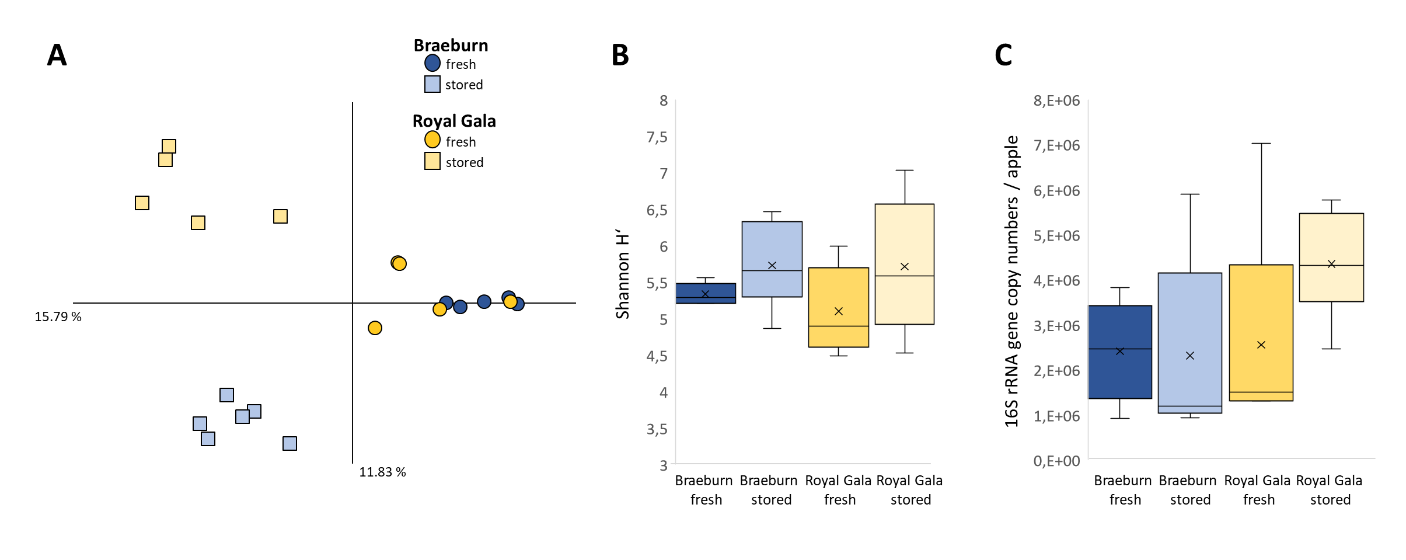 A
Braeburn
fresh
stored
Royal Gala
fresh
stored
15.79 %
11.83 %
B
Shannon H´
8
7,5
7
6,5
6
5,5
5
4,5
4
3,5
3
Braeburn fresh
Braeburn stored
Royal Gala fresh
Royal Gala stored
C
16S rRNA gene copy numbers / apple
8,E+06
7,E+06
6,E+06
5,E+06
4,E+06
3,E+06
2,E+06
1,E+06
0,E+00
Braeburn fresh
Braeburn stored
Royal Gala fresh
Royal Gala stored